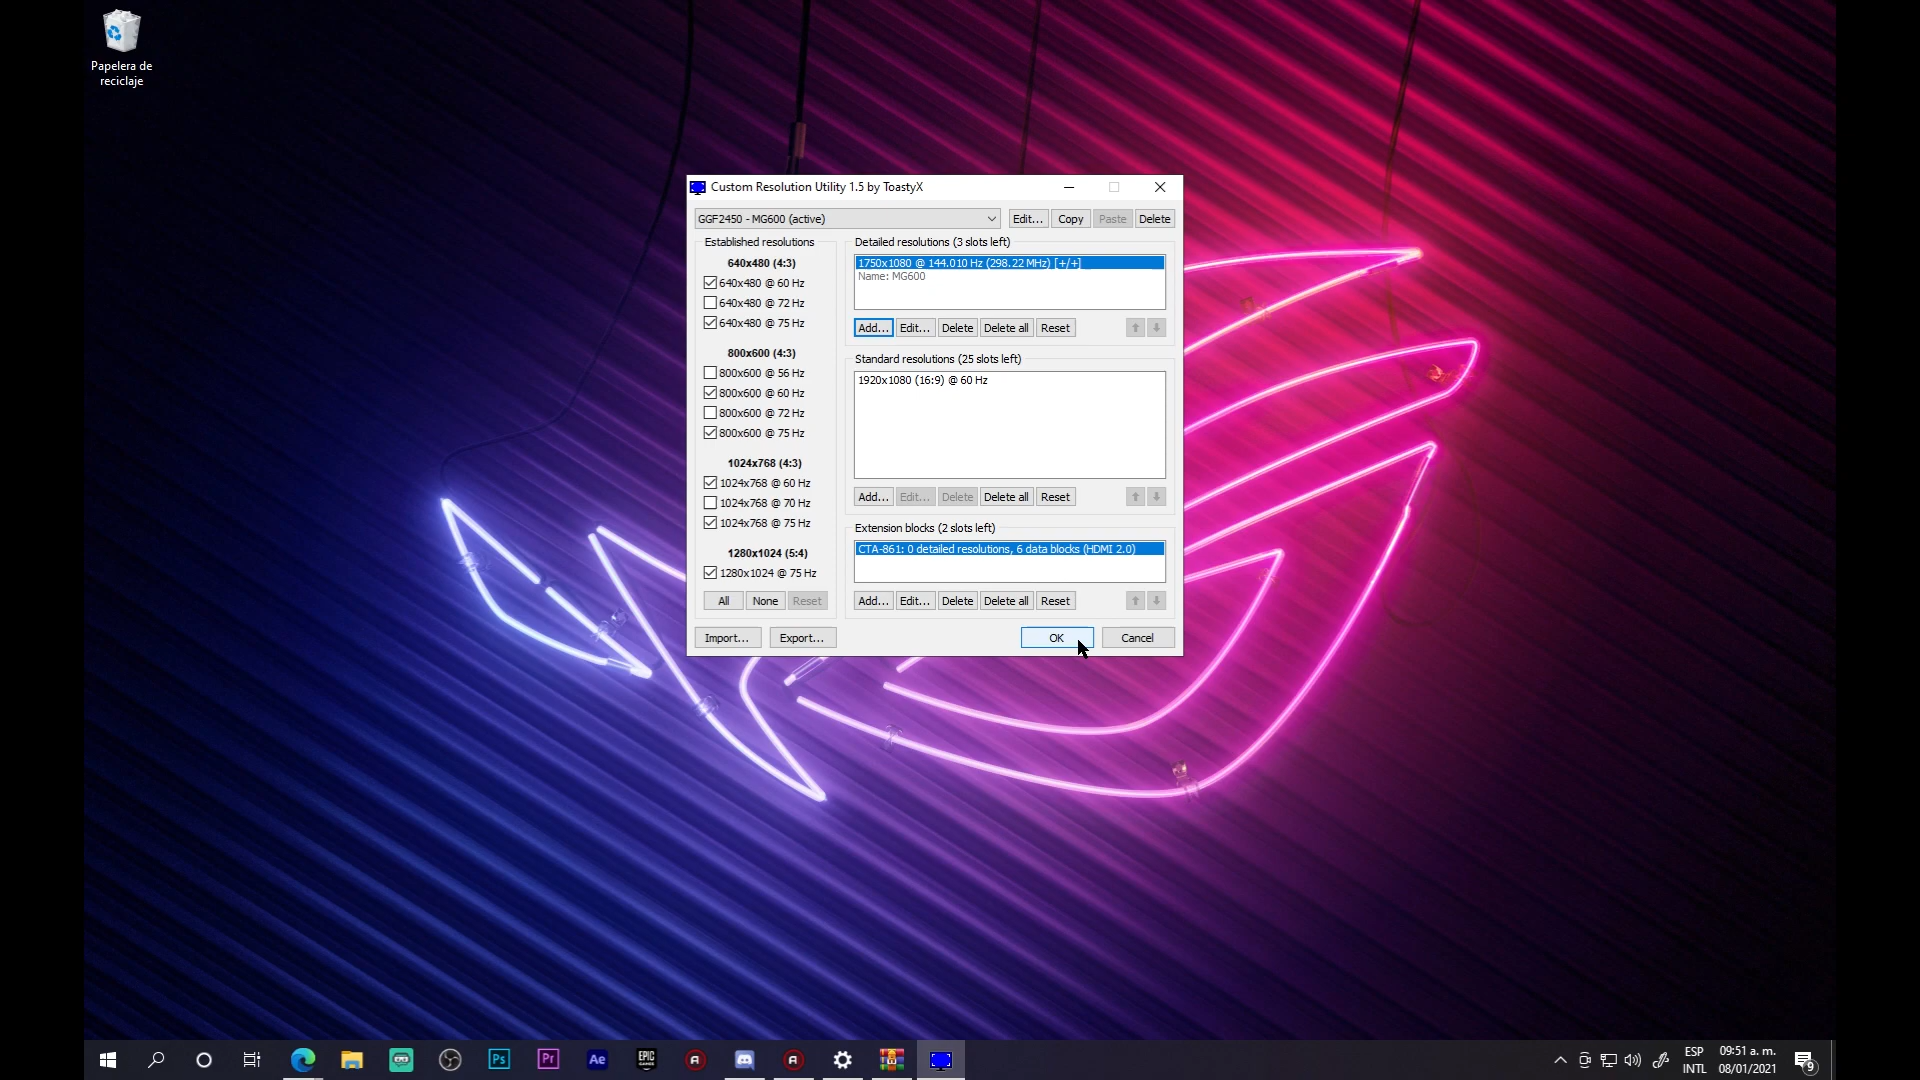 Papelera de
reciclaje
Custom Resolution Utility 1.5 by ToastyX
GGF2450 - MG600 (active)
Edit...
Copy
Paste
Delete
Established resolutions
640x480 (4:3)
640x480 @ 60 Hz
640x480 @ 72 Hz
640x480 @ 75 Hz
800x600 (4:3)
800x600 @ 56 Hz
800x600 @ 60 Hz
800x600 @ 72 Hz
800x600 @ 75 Hz
1024x768 (4:3)
1024x768 @ 60 Hz
1024x768 @ 70 Hz
1024x768 @ 75 Hz
1280x1024 (5:4)
1280x1024 @ 75 Hz
All
None
Reset
Detailed resolutions (3 slots left)
1750x1080 @ 144.010 Hz (298.22 MHz) [+/+]
Name: MG600
Add...
Edit...
Delete
Delete all
Reset
Standard resolutions (25 slots left)
1920x1080 (16:9) @ 60 Hz
Add...
Edit...
Delete
Delete all
Reset
Extension blocks (2 slots left)
CTA-861: 0 detailed resolutions, 6 data blocks (HDMI 2.0)
Add...
Edit...
Delete
Delete all
Reset
Import...
Export...
OK
Cancel
Ps
Pr
Ae
EPIC
GAMES
ESP
INTL
09:51 a. m.
08/01/2021
9